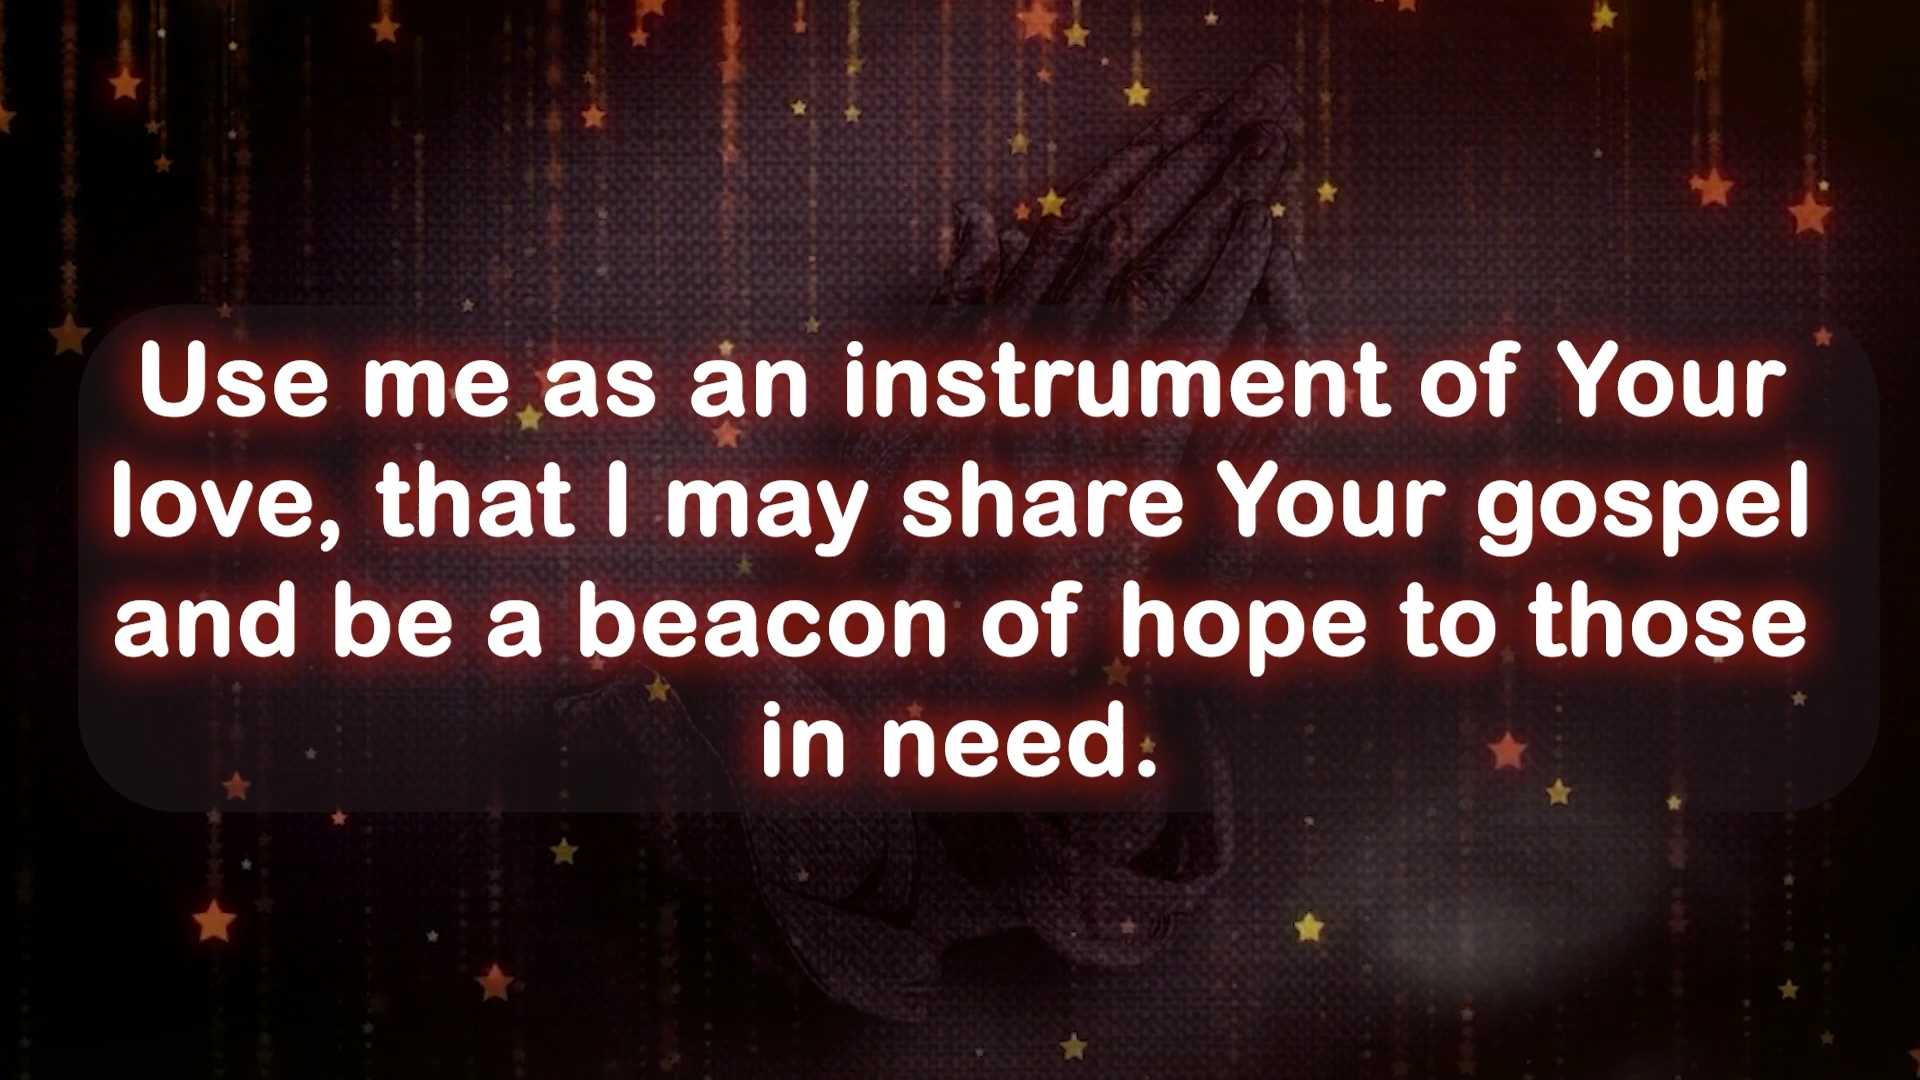 Use me as an instrument of Your
love, that I may share Your gospel
and be a beacon of hope to those
in need.